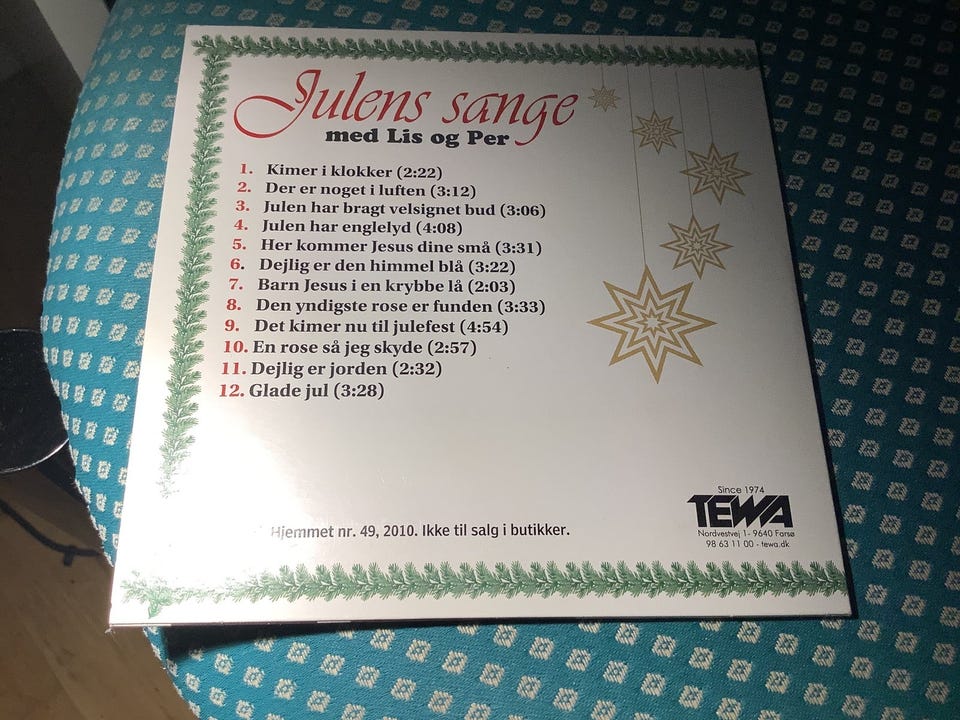 Julens sange
med Lis og Per
1. Kimer i klokker (2:22)
2. Der er noget i luften (3:12)
3. Julen har bragt velsignet bud (3:06)
4. Julen har englelyd (4:08)
5. Her kommer Jesus dine små (3:31)
6. Dejlig er den himmel blå (3:22)
7. Barn Jesus i en krybbe lå (2:03)
8. Den yndigste rose er funden (3:33)
9. Det kimer nu til julefest (4:54)
10. En rose så jeg skyde (2:57)
11. Dejlig er jorden (2:32)
12. Glade jul (3:28)
Hjemmet nr. 49, 2010. Ikke til salg i butikker.
Since 1974
TEWA
Nordvestvej 1 - 9640 Farsø
98 63 11 00 - tewa.dk